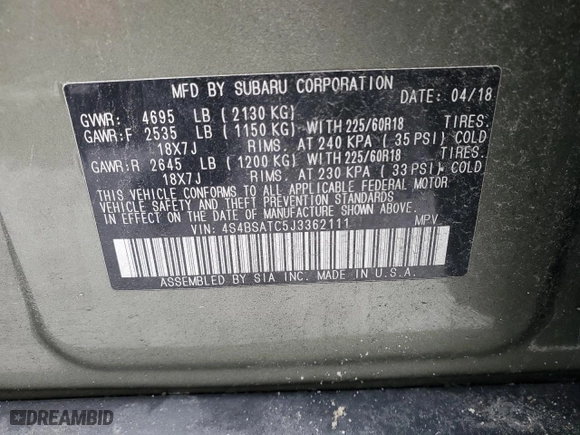 MFD BY SUBARU CORPORATION
DATE: 04/18
GVWR: 4695 LB (2130 KG)
GAWR:F 2535 LB (1150 KG) WITH 225/60R18 TIRES.
18X7J RIMS. AT 240 KPA (35 PSI) COLD
GAWR:R 2645 LB (1200 KG) WITH 225/60R18 TIRES.
18X7J RIMS. AT 230 KPA (33 PSI) COLD
THIS VEHICLE CONFORMS TO ALL APPLICABLE FEDERAL MOTOR
VEHICLE SAFETY AND THEFT PREVENTION STANDARDS
IN EFFECT ON THE DATE OF MANUFACTURE SHOWN ABOVE.
VIN: 4S4BSATC5J3362111 MPV
ASSEMBLED BY SIA INC. MADE IN U.S.A.
DREAMBID